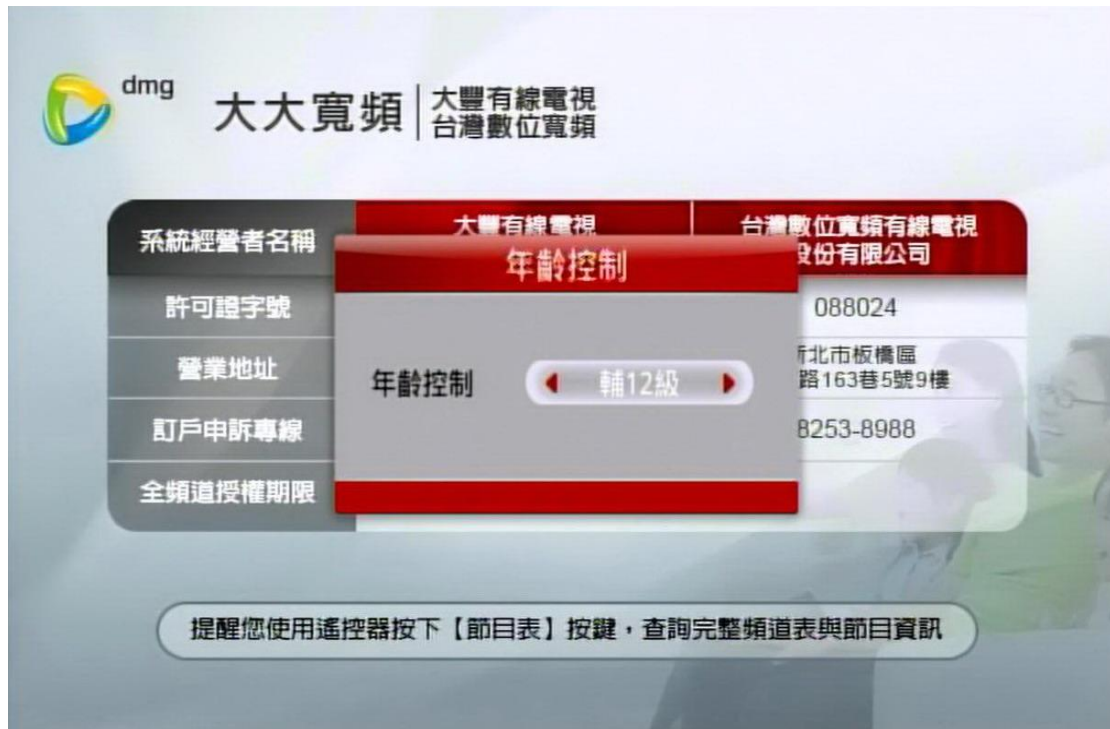 dmg
大大寬頻
大豐有線電視
台灣數位寬頻
系統經營者名稱
大豐有線電視
台灣數位寬頻有線電視
股份有限公司
年齡控制
許可證字號
088024
營業地址
新北市板橋區
路163巷5號9樓
年齡控制
輔12級
訂戶申訴專線
8253-8988
全頻道授權期限
提醒您使用遙控器按下【節目表】按鍵,查詢完整頻道表與節目資訊